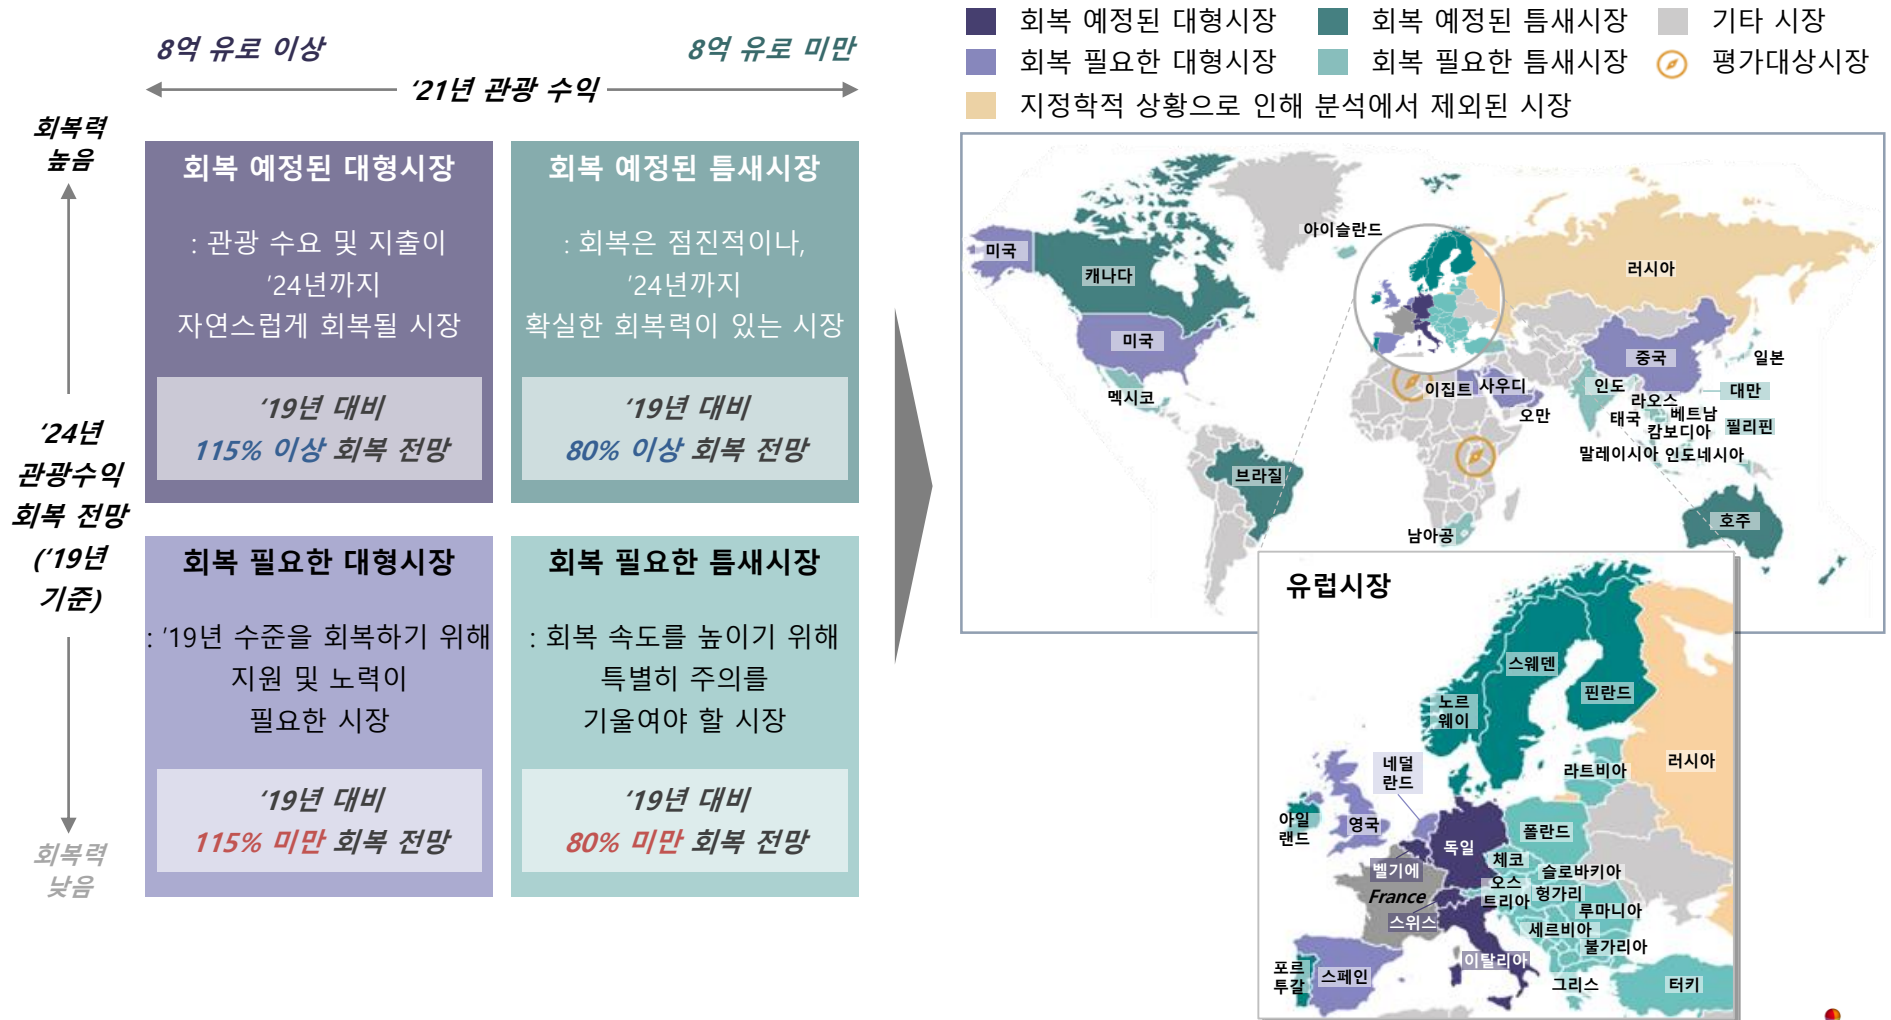 8억 유로 이상
8억 유로 미만
‘21년 관광 수익
회복력
높음
‘24년
관광수익
회복 전망
(‘19년
기준)
회복력
낮음
회복 예정된 대형시장
: 관광 수요 및 지출이
’24년까지
자연스럽게 회복될 시장
‘19년 대비
115% 이상 회복 전망
회복 예정된 틈새시장
: 회복은 점진적이나,
’24년까지
확실한 회복력이 있는 시장
‘19년 대비
80% 이상 회복 전망
회복 필요한 대형시장
: ’19년 수준을 회복하기 위해
지원 및 노력이
필요한 시장
‘19년 대비
115% 미만 회복 전망
회복 필요한 틈새시장
: 회복 속도를 높이기 위해
특별히 주의를
기울여야 할 시장
‘19년 대비
80% 미만 회복 전망
회복 예정된 대형시장
회복 예정된 틈새시장
기타 시장
회복 필요한 대형시장
회복 필요한 틈새시장
평가대상시장
지정학적 상황으로 인해 분석에서 제외된 시장
아이슬란드
미국
캐나다
러시아
미국
중국
일본
멕시코
이집트
사우디
인도
대만
라오스
오만
태국
베트남
캄보디아
필리핀
말레이시아
인도네시아
브라질
호주
남아공
유럽시장
스웨덴
핀란드
노르
웨이
러시아
네덜
란드
라트비아
아일
랜드
영국
폴란드
독일
체코
벨기에
슬로바키아
France
오스
트리아
헝가리
루마니아
스위스
세르비아
불가리아
이탈리아
포르
투갈
스페인
그리스
터키